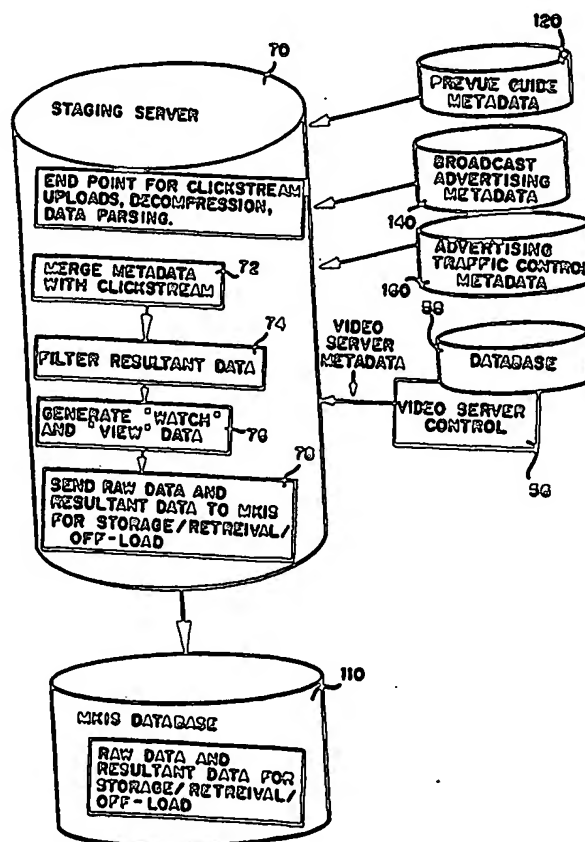 70
120
STAGING SERVER
PREVUE GUIDE
METADATA
END POINT FOR CLICKSTREAM
UPLOADS, DECOMPRESSION,
DATA PARSING.
BROADCAST
ADVERTISING
METADATA
140
72
MERGE METADATA
WITH CLICKSTREAM
ADVERTISING
TRAFFIC CONTROL
METADATA
160
74
FILTER RESULTANT
DATA
VIDEO
SERVER
METADATA
DATABASE
GENERATE "WATCH"
AND "VIEW" DATA
76
VIDEO SERVER
CONTROL
SEND RAW DATA AND
RESULTANT DATA TO MKIS
FOR STORAGE/RETREIVAL/
OFF-LOAD
110
MKIS DATABASE
RAW DATA AND
RESULTANT DATA FOR
STORAGE/RETREIVAL/
OFF-LOAD